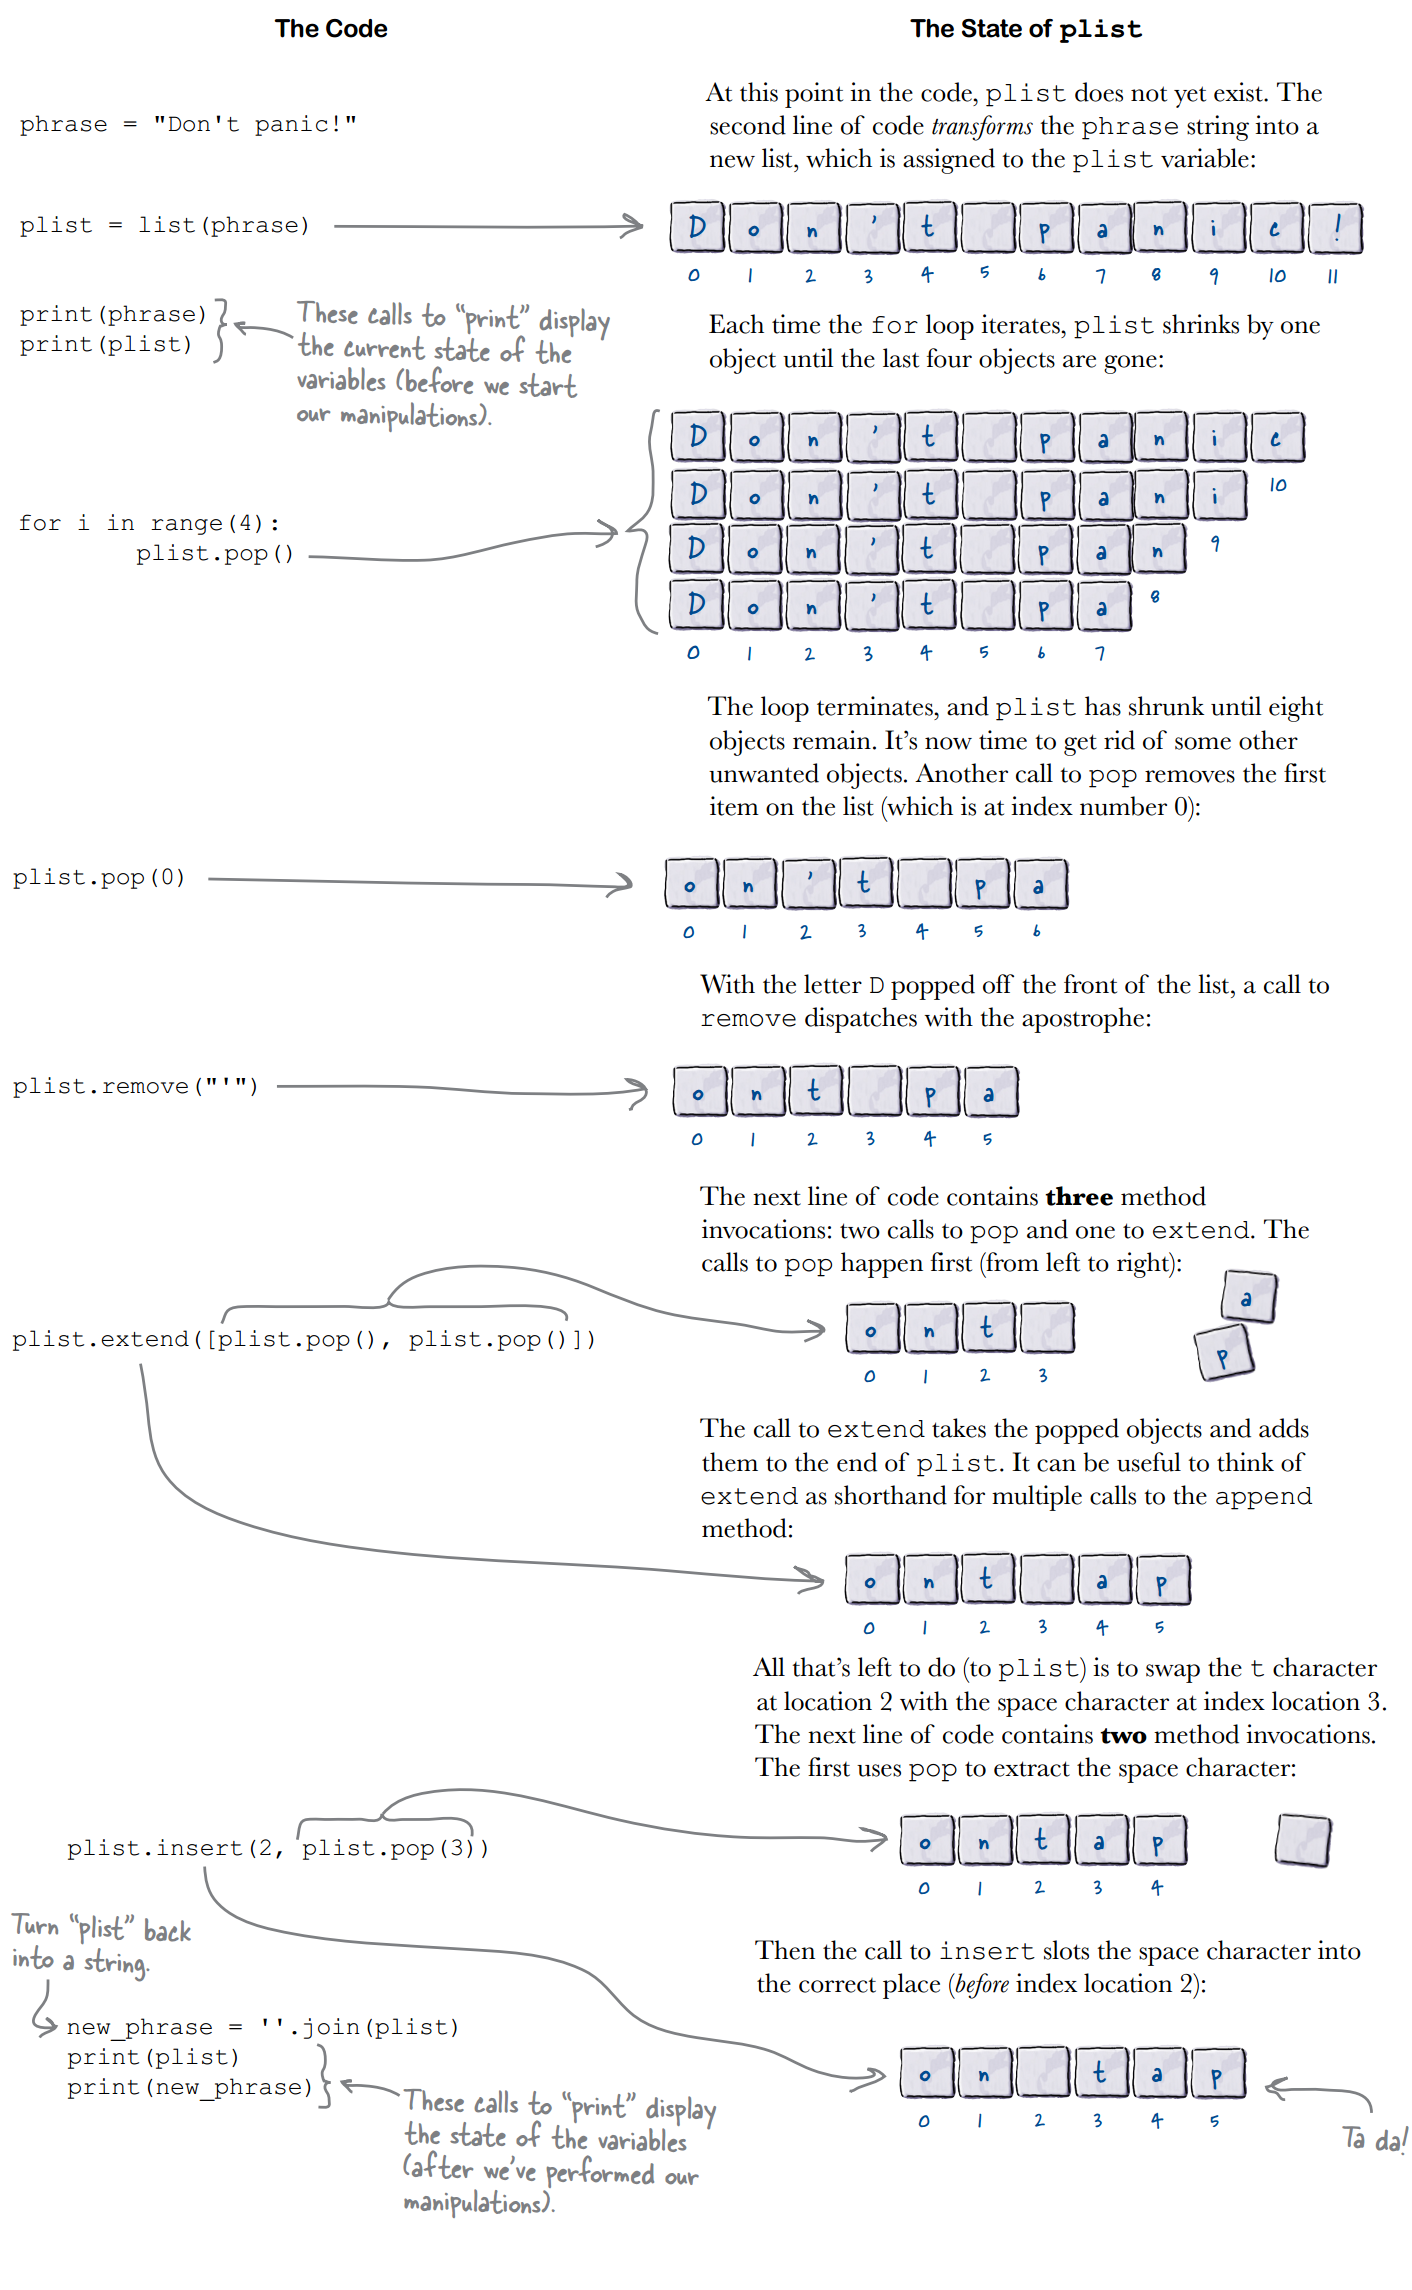 The Code
The State of plist
At this point in the code, plist does not yet exist. The
second line of code transforms the phrase string into a
new list, which is assigned to the plist variable:
phrase = "Don't panic!"
plist = list(phrase)
D o n ' t p a n i c !
0 1 2 3 4 5 6 7 8 9 10 11
print(phrase)
print(plist)
These calls to “print” display
the current state of the
variables (before we start
our manipulations).
Each time the for loop iterates, plist shrinks by one
object until the last four objects are gone:
for i in range(4):
plist.pop()
D o n ' t p a n i c
10
D o n ' t p a n i
9
D o n ' t p a n
8
D o n ' t p a
0 1 2 3 4 5 6 7
The loop terminates, and plist has shrunk until eight
objects remain. It’s now time to get rid of some other
unwanted objects. Another call to pop removes the first
item on the list (which is at index number 0):
plist.pop(0)
o n ' t p a
0 1 2 3 4 5 6
With the letter D popped off the front of the list, a call to
remove dispatches with the apostrophe:
plist.remove("'")
o n t p a
0 1 2 3 4 5
The next line of code contains three method
invocations: two calls to pop and one to extend. The
calls to pop happen first (from left to right):
plist.extend([plist.pop(), plist.pop()])
o n t
0 1 2 3
a
p
The call to extend takes the popped objects and adds
them to the end of plist. It can be useful to think of
extend as shorthand for multiple calls to the append
method:
o n t a p
0 1 2 3 4 5
All that’s left to do (to plist) is to swap the t character
at location 2 with the space character at index location 3.
The next line of code contains two method invocations.
The first uses pop to extract the space character:
plist.insert(2, plist.pop(3))
o n t a p
0 1 2 3 4
Then the call to insert slots the space character into
the correct place (before index location 2):
Turn “plist” back
into a string.
new_phrase = ''.join(plist)
print(plist)
print(new_phrase)
These calls to “print” display
the state of the variables
(after we’ve performed our
manipulations).
o n t a p
0 1 2 3 4 5
Ta da!